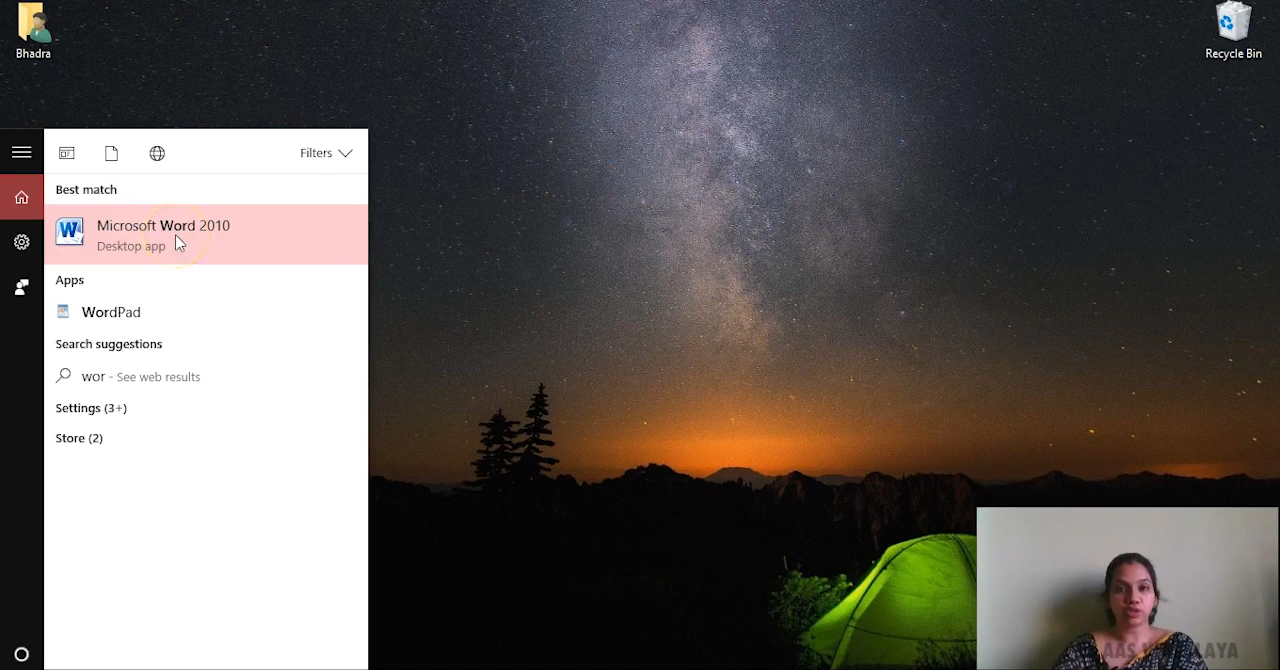 Bhadra
Recycle Bin
Filters
Best match
Microsoft Word 2010
Desktop app
Apps
WordPad
Search suggestions
wor - See web results
Settings (3+)
Store (2)